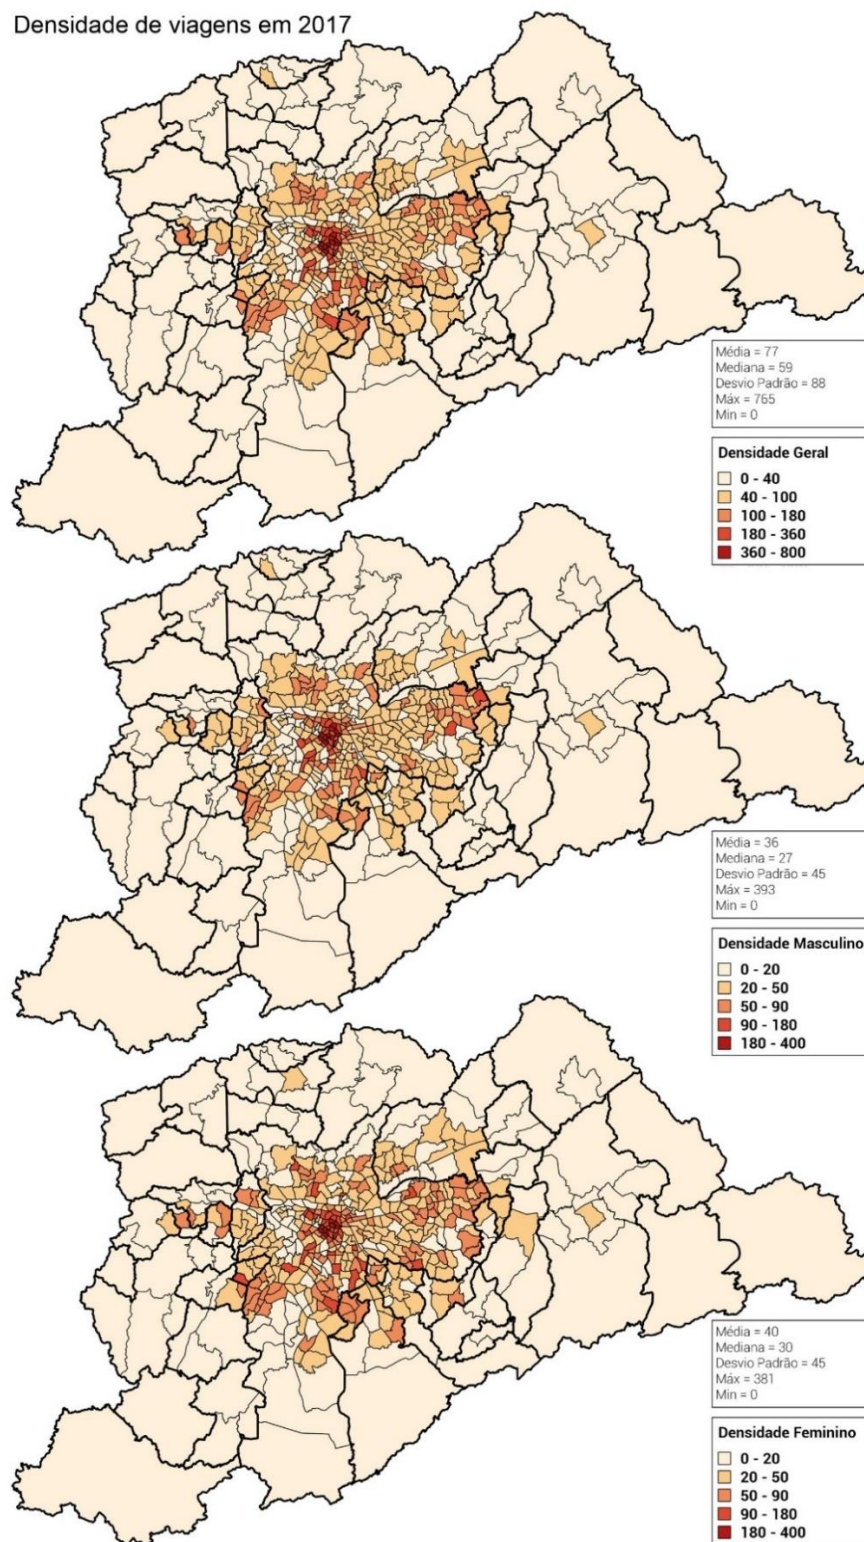 Densidade de viagens em 2017
Média = 77
Mediana = 59
Desvio Padrão = 88
Máx = 765
Min = 0
Densidade Geral
0 - 40
40 - 100
100 - 180
180 - 360
360 - 800
Média = 36
Mediana = 27
Desvio Padrão = 45
Máx = 393
Min = 0
Densidade Masculino
0 - 20
20 - 50
50 - 90
90 - 180
180 - 400
Média = 40
Mediana = 30
Desvio Padrão = 45
Máx = 381
Min = 0
Densidade Feminino
0 - 20
20 - 50
50 - 90
90 - 180
180 - 400